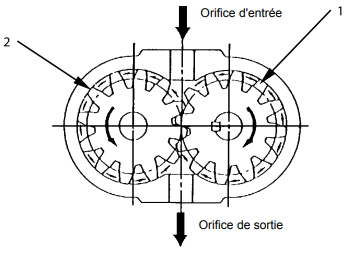 Orifice d'entrée
1
2
Orifice de sortie